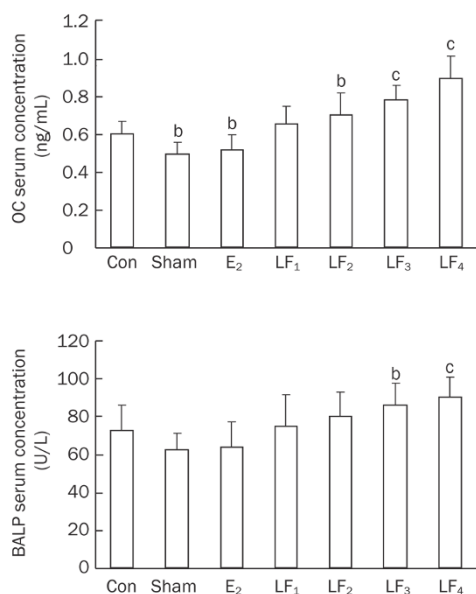 OC serum concentration
(ng/mL)
1.2
1.0
0.8
0.6
0.4
0.2
0
b
b
b
c
c
Con Sham E₂ LF₁ LF₂ LF₃ LF₄
BALP serum concentration
(U/L)
120
100
80
60
40
20
0
b
c
Con Sham E₂ LF₁ LF₂ LF₃ LF₄